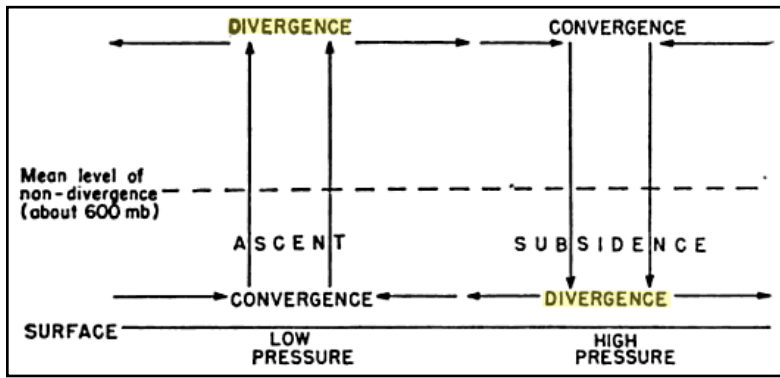 DIVERGENCE
CONVERGENCE
Mean level of
non-divergence
(about 600 mb)
ASCENT
SUBSIDENCE
CONVERGENCE
DIVERGENCE
SURFACE
LOW
PRESSURE
HIGH
PRESSURE